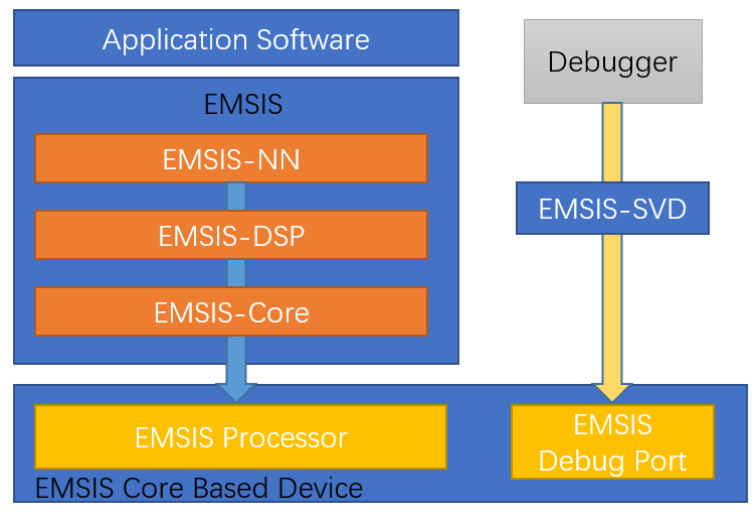 Application Software
EMSIS
EMSIS-NN
EMSIS-DSP
EMSIS-Core
Debugger
EMSIS-SVD
EMSIS Processor
EMSIS
Debug Port
EMSIS Core Based Device